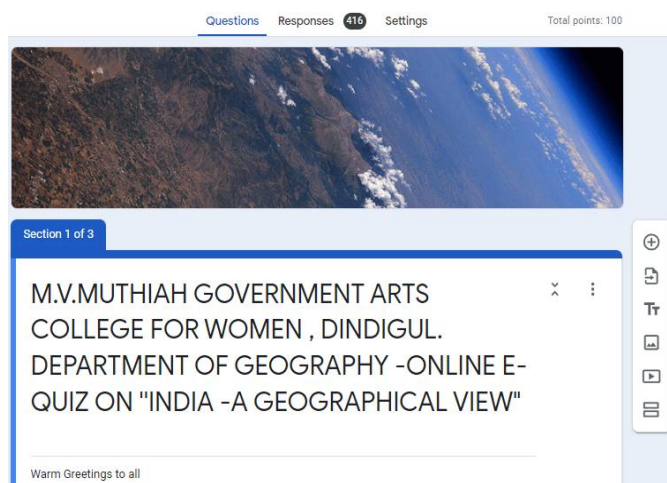 Questions Responses 416 Settings Total points: 100
Section 1 of 3
M.V.MUTHIAH GOVERNMENT ARTS
COLLEGE FOR WOMEN , DINDIGUL.
DEPARTMENT OF GEOGRAPHY -ONLINE E-
QUIZ ON "INDIA -A GEOGRAPHICAL VIEW"
Warm Greetings to all